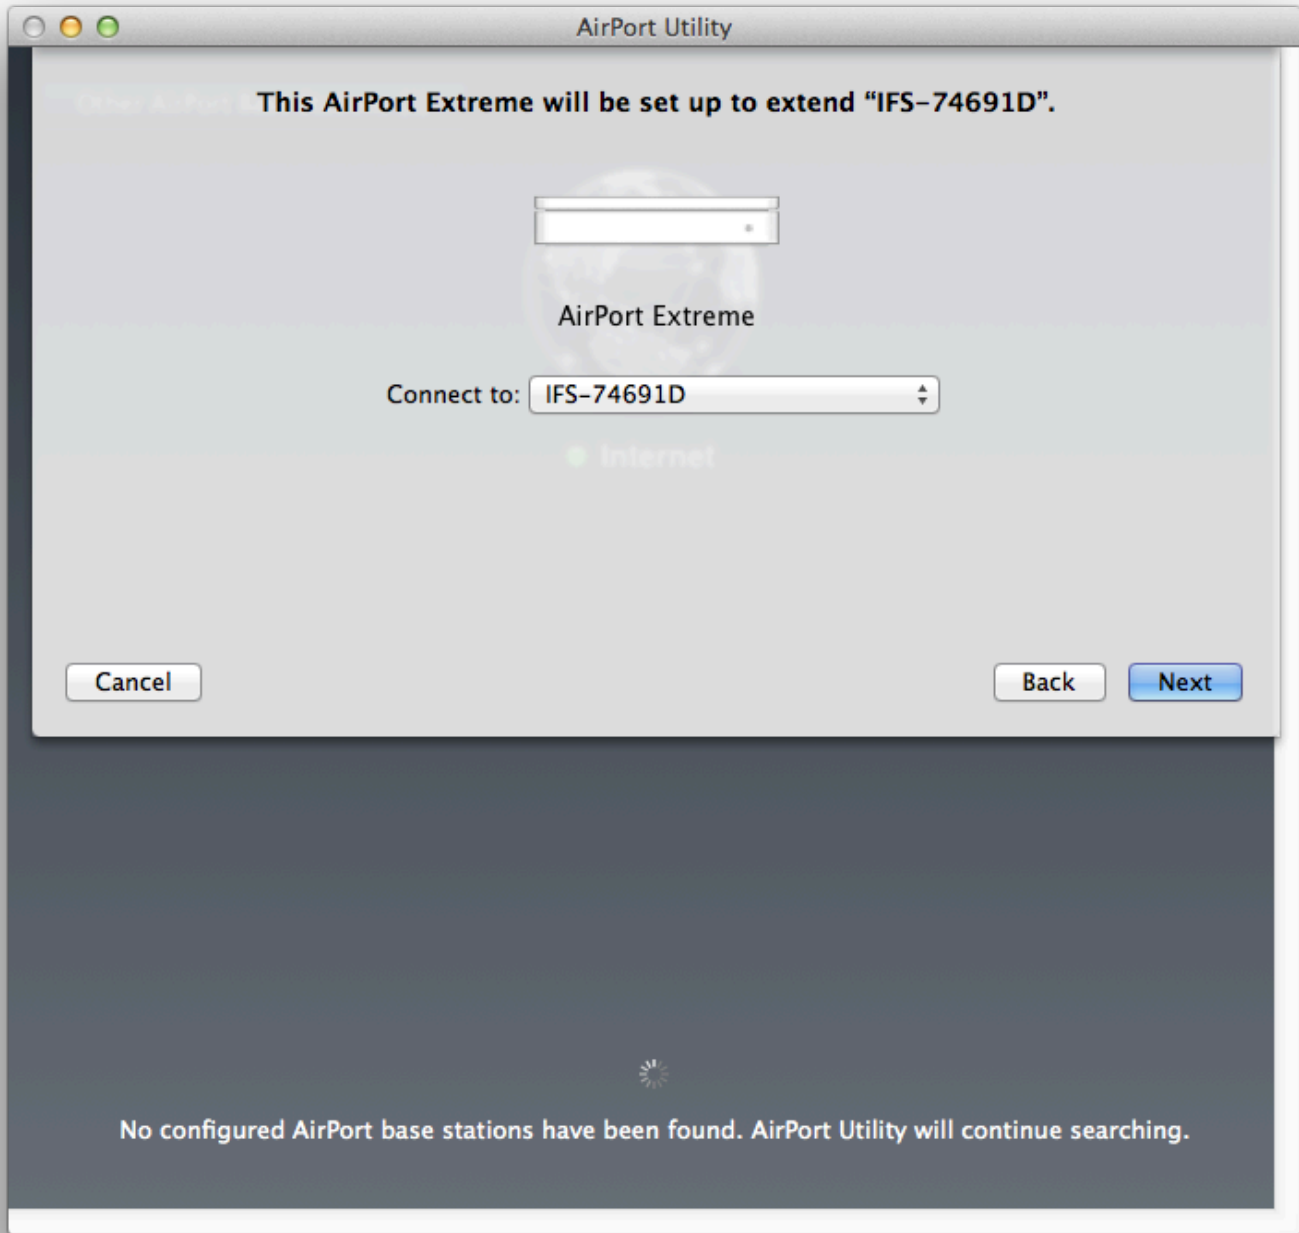 AirPort Utility
This AirPort Extreme will be set up to extend “IFS-74691D”.
AirPort Extreme
Connect to: IFS-74691D
Internet
Cancel Back Next
No configured AirPort base stations have been found. AirPort Utility will continue searching.